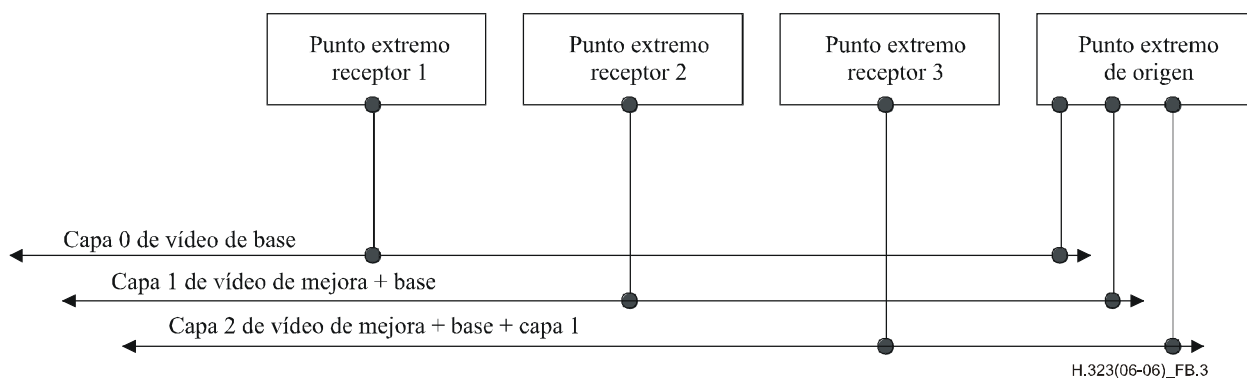 Punto extremo
receptor 1
Punto extremo
receptor 2
Punto extremo
receptor 3
Punto extremo
de origen
Capa 0 de vídeo de base
Capa 1 de vídeo de mejora + base
Capa 2 de vídeo de mejora + base + capa 1
H.323(06-06)_FB.3